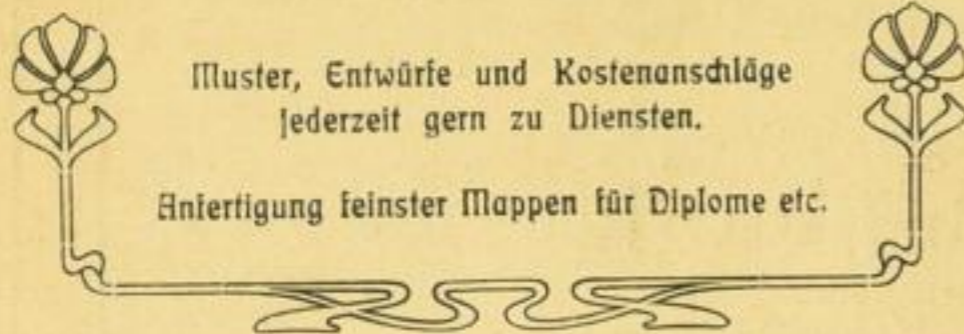 Muster, Entwürfe und Kostenanschläge
jederzeit gern zu Diensten.
Anfertigung feinster Mappen für Diplome etc.